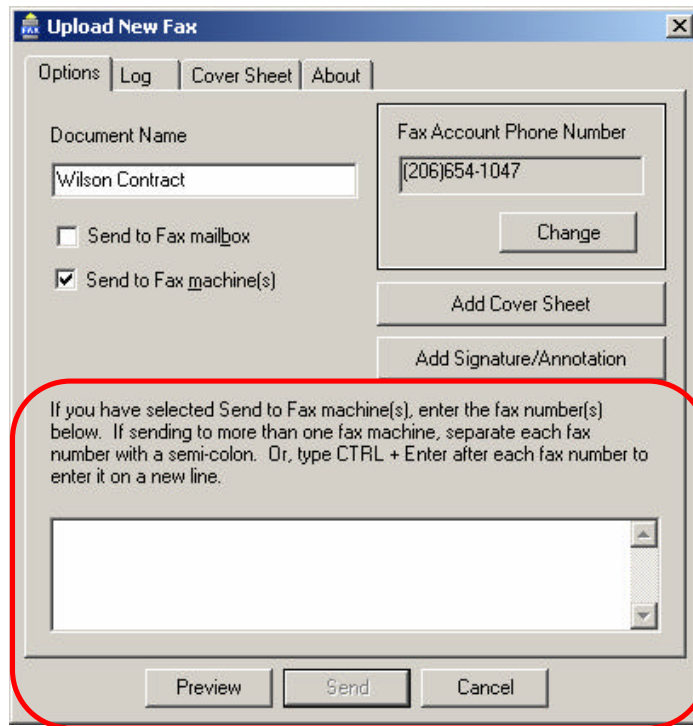 FAX Upload New Fax
Options Log Cover Sheet About
Document Name
Wilson Contract
Send to Fax mailbox
Send to Fax machine(s)
Fax Account Phone Number
(206)654-1047
Change
Add Cover Sheet
Add Signature/Annotation
If you have selected Send to Fax machine(s), enter the fax number(s)
below. If sending to more than one fax machine, separate each fax
number with a semi-colon. Or, type CTRL + Enter after each fax number to
enter it on a new line.
Preview Send Cancel